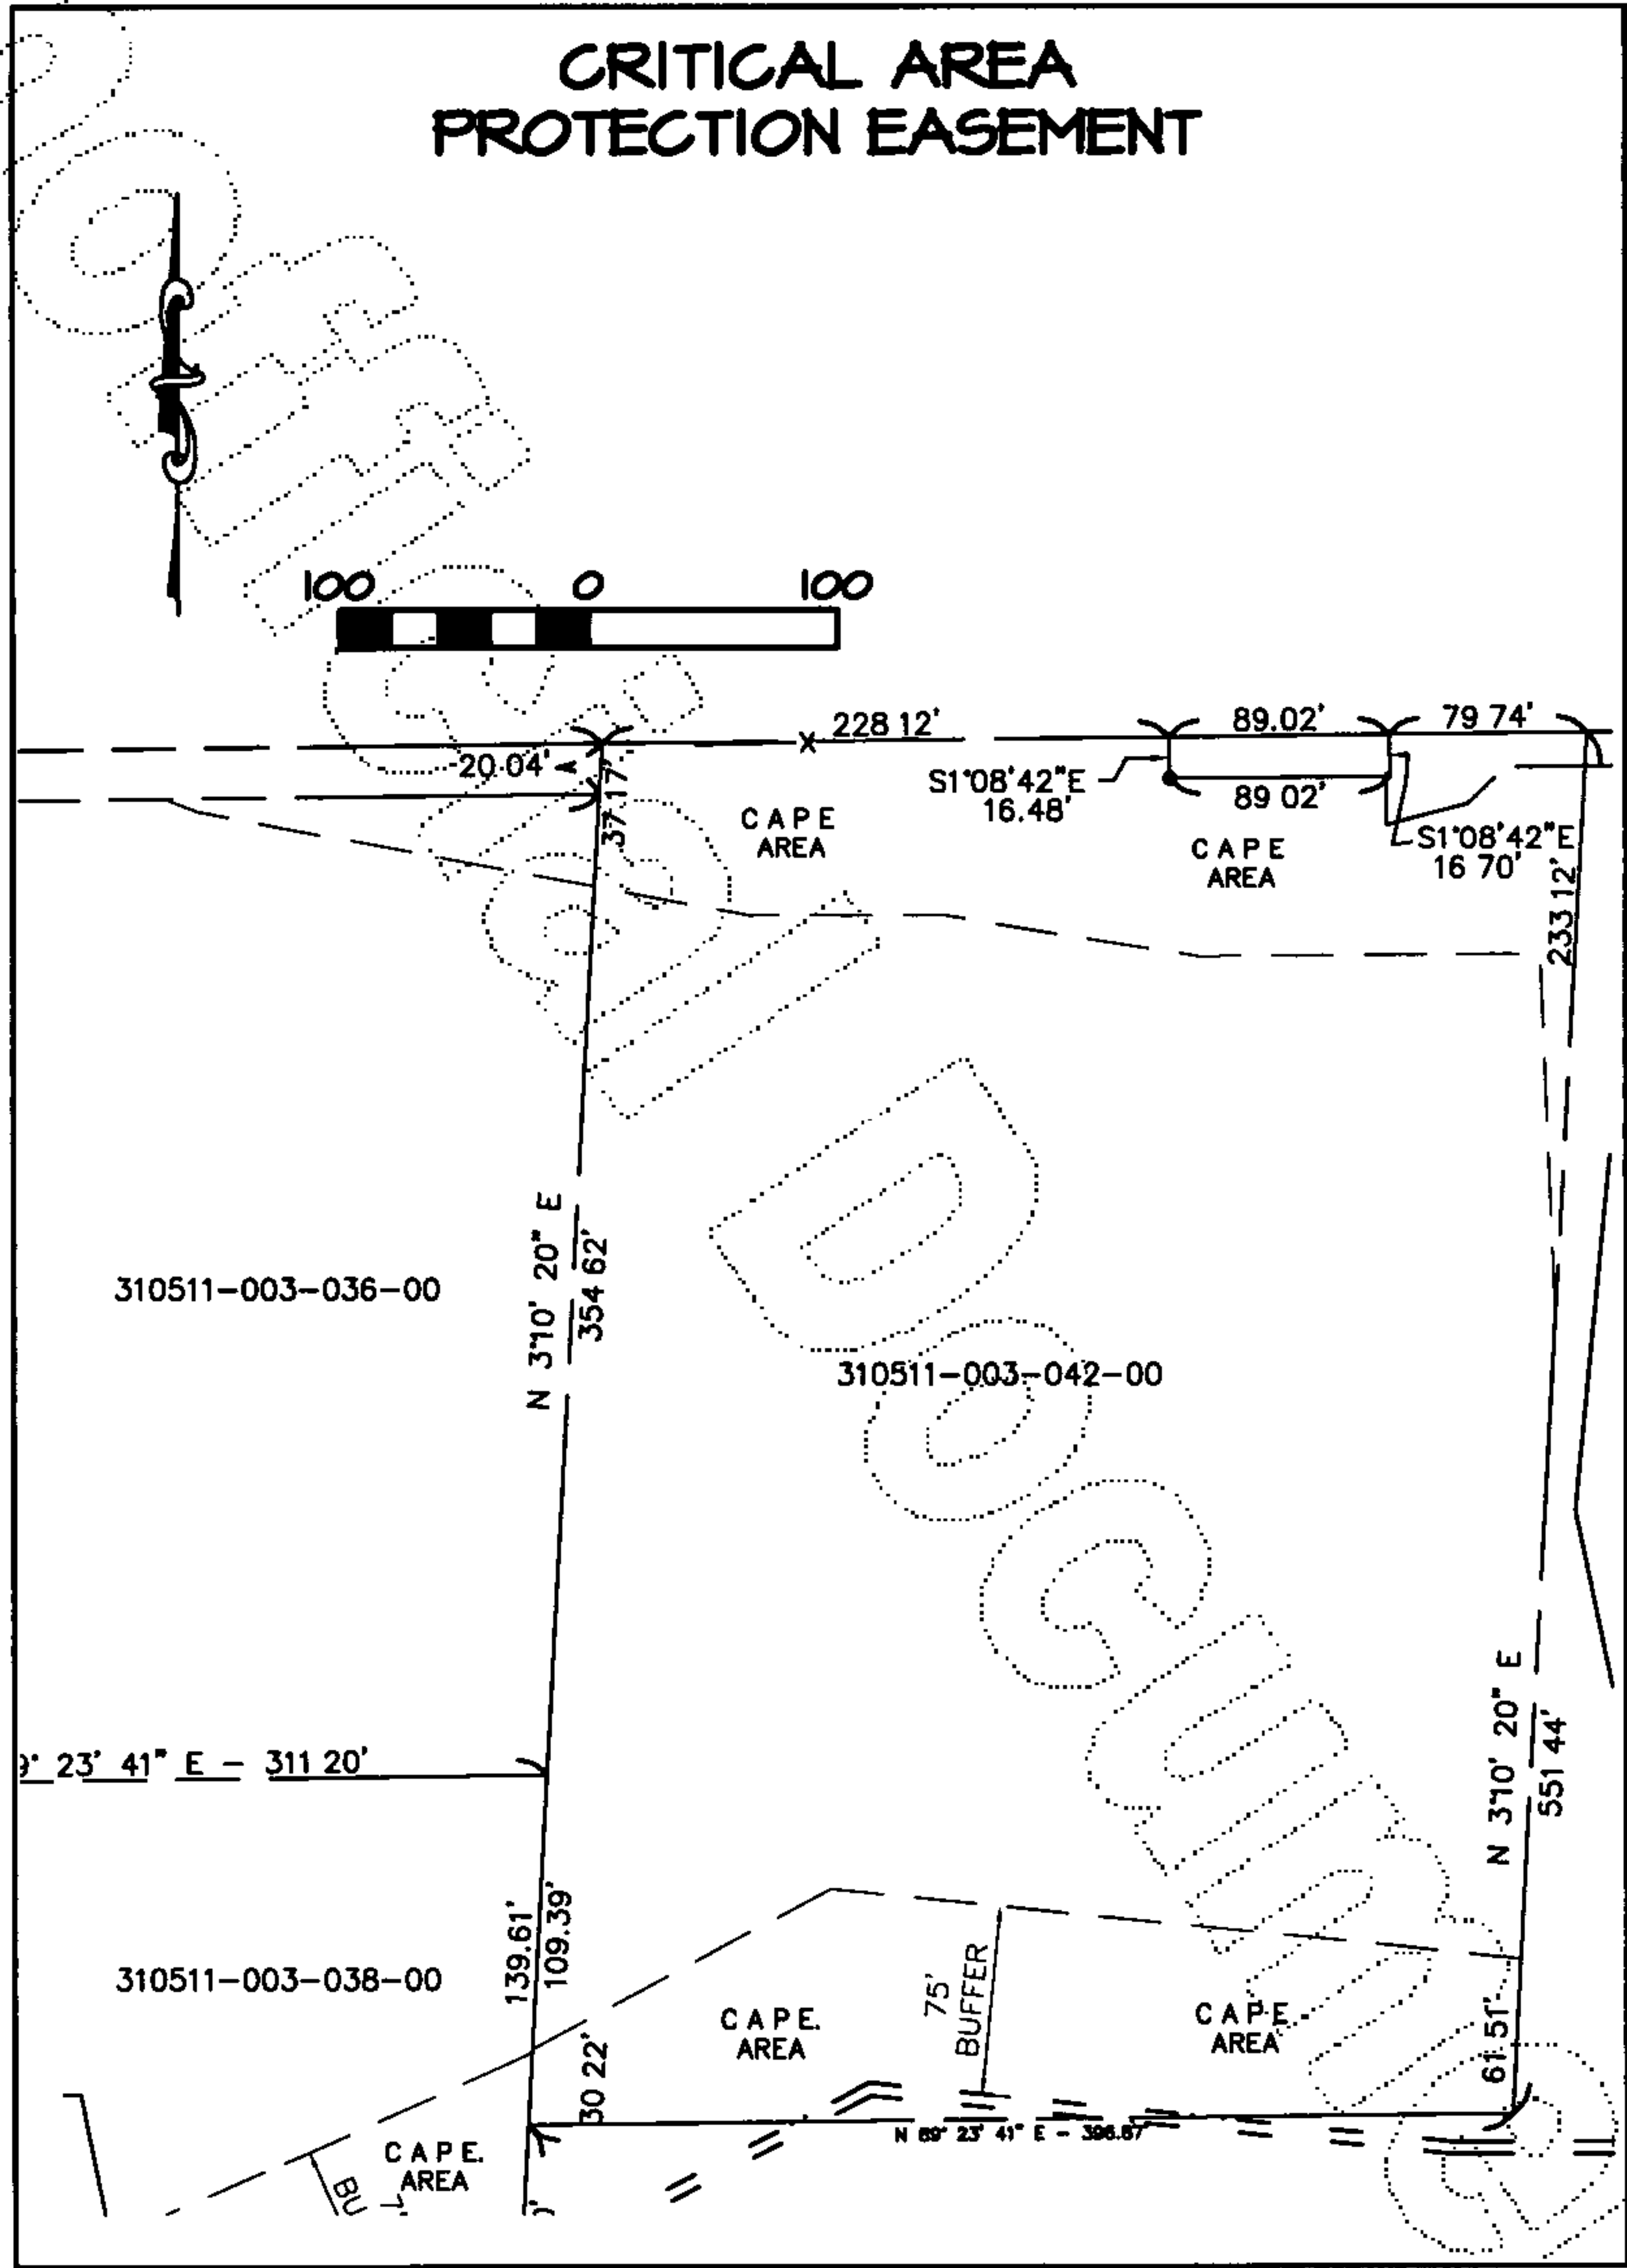 CRITICAL AREA
PROTECTION EASEMENT
100 0 100
228 12'
89.02'
79 74'
20.04'
37 17'
S1°08'42"E
16.48'
89 02'
S1°08'42"E
16 70'
C A P E
AREA
C A P E
AREA
233 12'
N 3°10' 20" E
354 62'
310511-003-036-00
310511-003-042-00
9° 23' 41" E - 311 20'
N 3°10' 20" E
551 44'
139.61'
109.39'
310511-003-038-00
75'
BUFFER
C A P E.
AREA
C A P E
AREA
61 51'
30 22'
N 89° 23' 41" E - 396.67'
C A P E.
AREA
BU
Unofficial Document